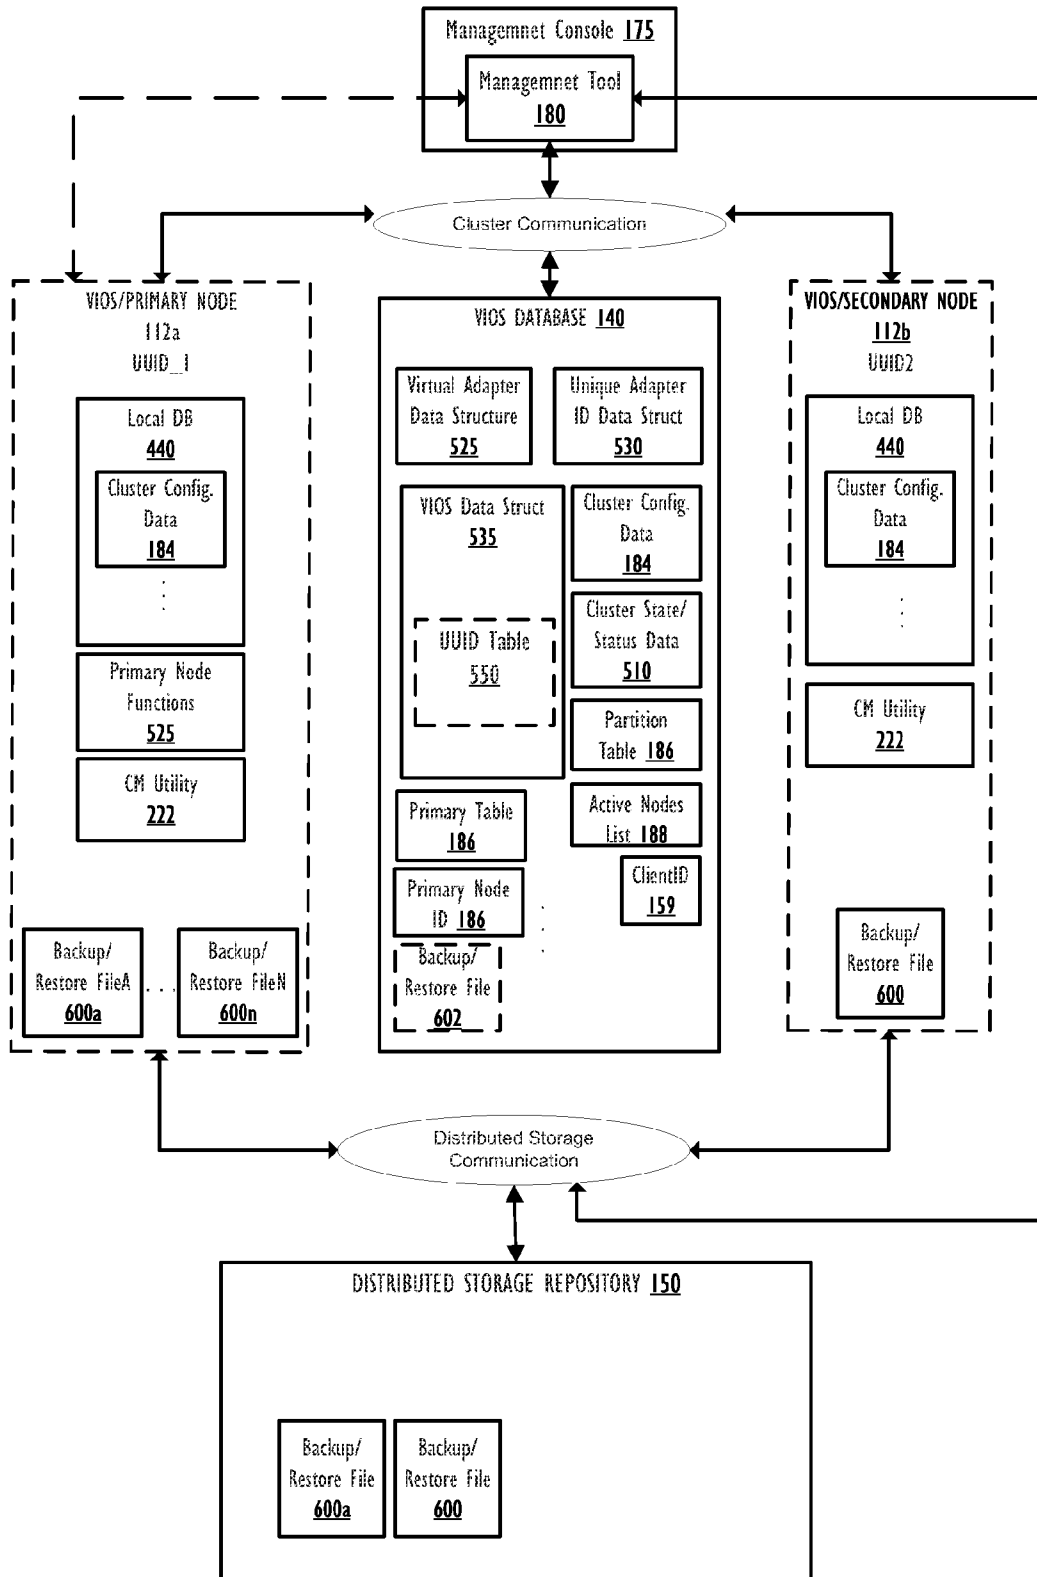 Managemnet Console 175
Managemnet Tool
180
Cluster Communication
VIOS/PRIMARY NODE
112a
UUID_1
Local DB
440
Cluster Config.
Data
184
Primary Node
Functions
525
CM Utility
222
Backup/
Restore FileA
600a
. . .
Backup/
Restore FileN
600n
VIOS DATABASE 140
Virtual Adapter
Data Structure
525
Unique Adapter
ID Data Struct
530
VIOS Data Struct
535
UUID Table
550
Cluster Config.
Data
184
Cluster State/
Status Data
510
Partition
Table 186
Active Nodes
List 188
ClientID
159
Primary Table
186
Primary Node
ID 186
Backup/
Restore File
602
VIOS/SECONDARY NODE
112b
UUID2
Local DB
440
Cluster Config.
Data
184
CM Utility
222
Backup/
Restore File
600
Distributed Storage
Communication
DISTRIBUTED STORAGE REPOSITORY 150
Backup/
Restore File
600a
Backup/
Restore File
600